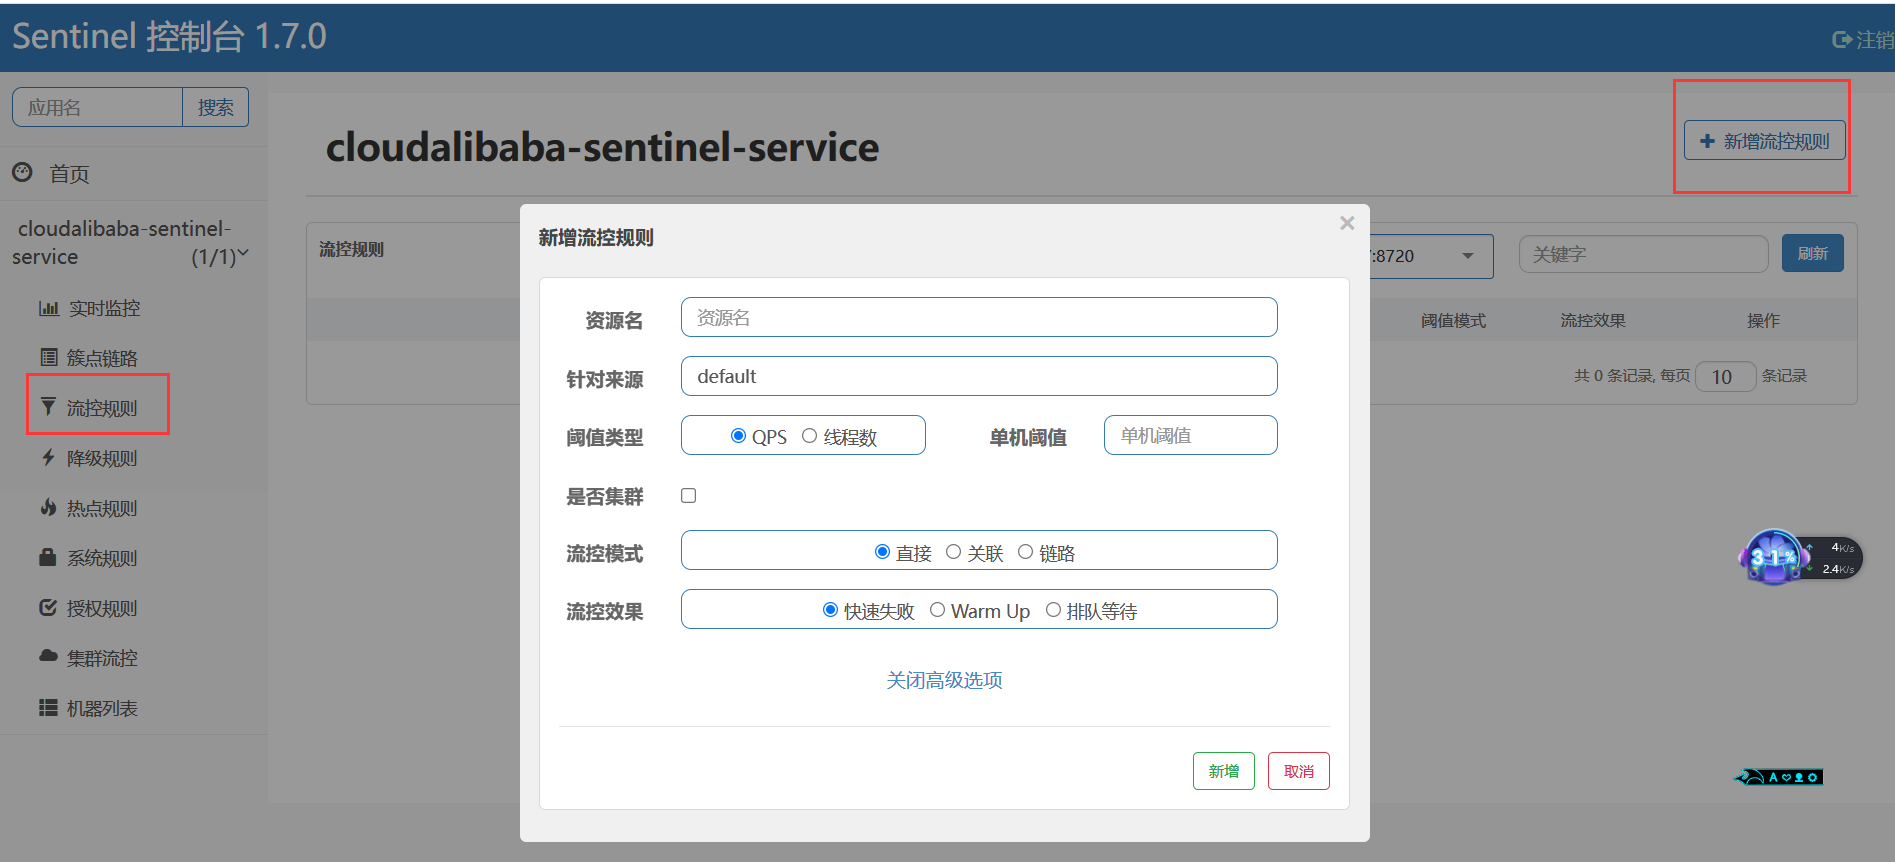 Sentinel 控制台 1.7.0
注销
应用名 搜索
首页
cloudalibaba-sentinel-
service (1/1)
实时监控
簇点链路
流控规则
降级规则
热点规则
系统规则
授权规则
集群流控
机器列表
cloudalibaba-sentinel-service
新增流控规则
流控规则
:8720
关键字
刷新
阈值模式 流控效果 操作
共 0 条记录, 每页 10 条记录
新增流控规则
资源名 资源名
针对来源 default
阈值类型 QPS 线程数 单机阈值 单机阈值
是否集群
流控模式 直接 关联 链路
流控效果 快速失败 Warm Up 排队等待
关闭高级选项
新增 取消
31%
4K/s
2.4K/s
A